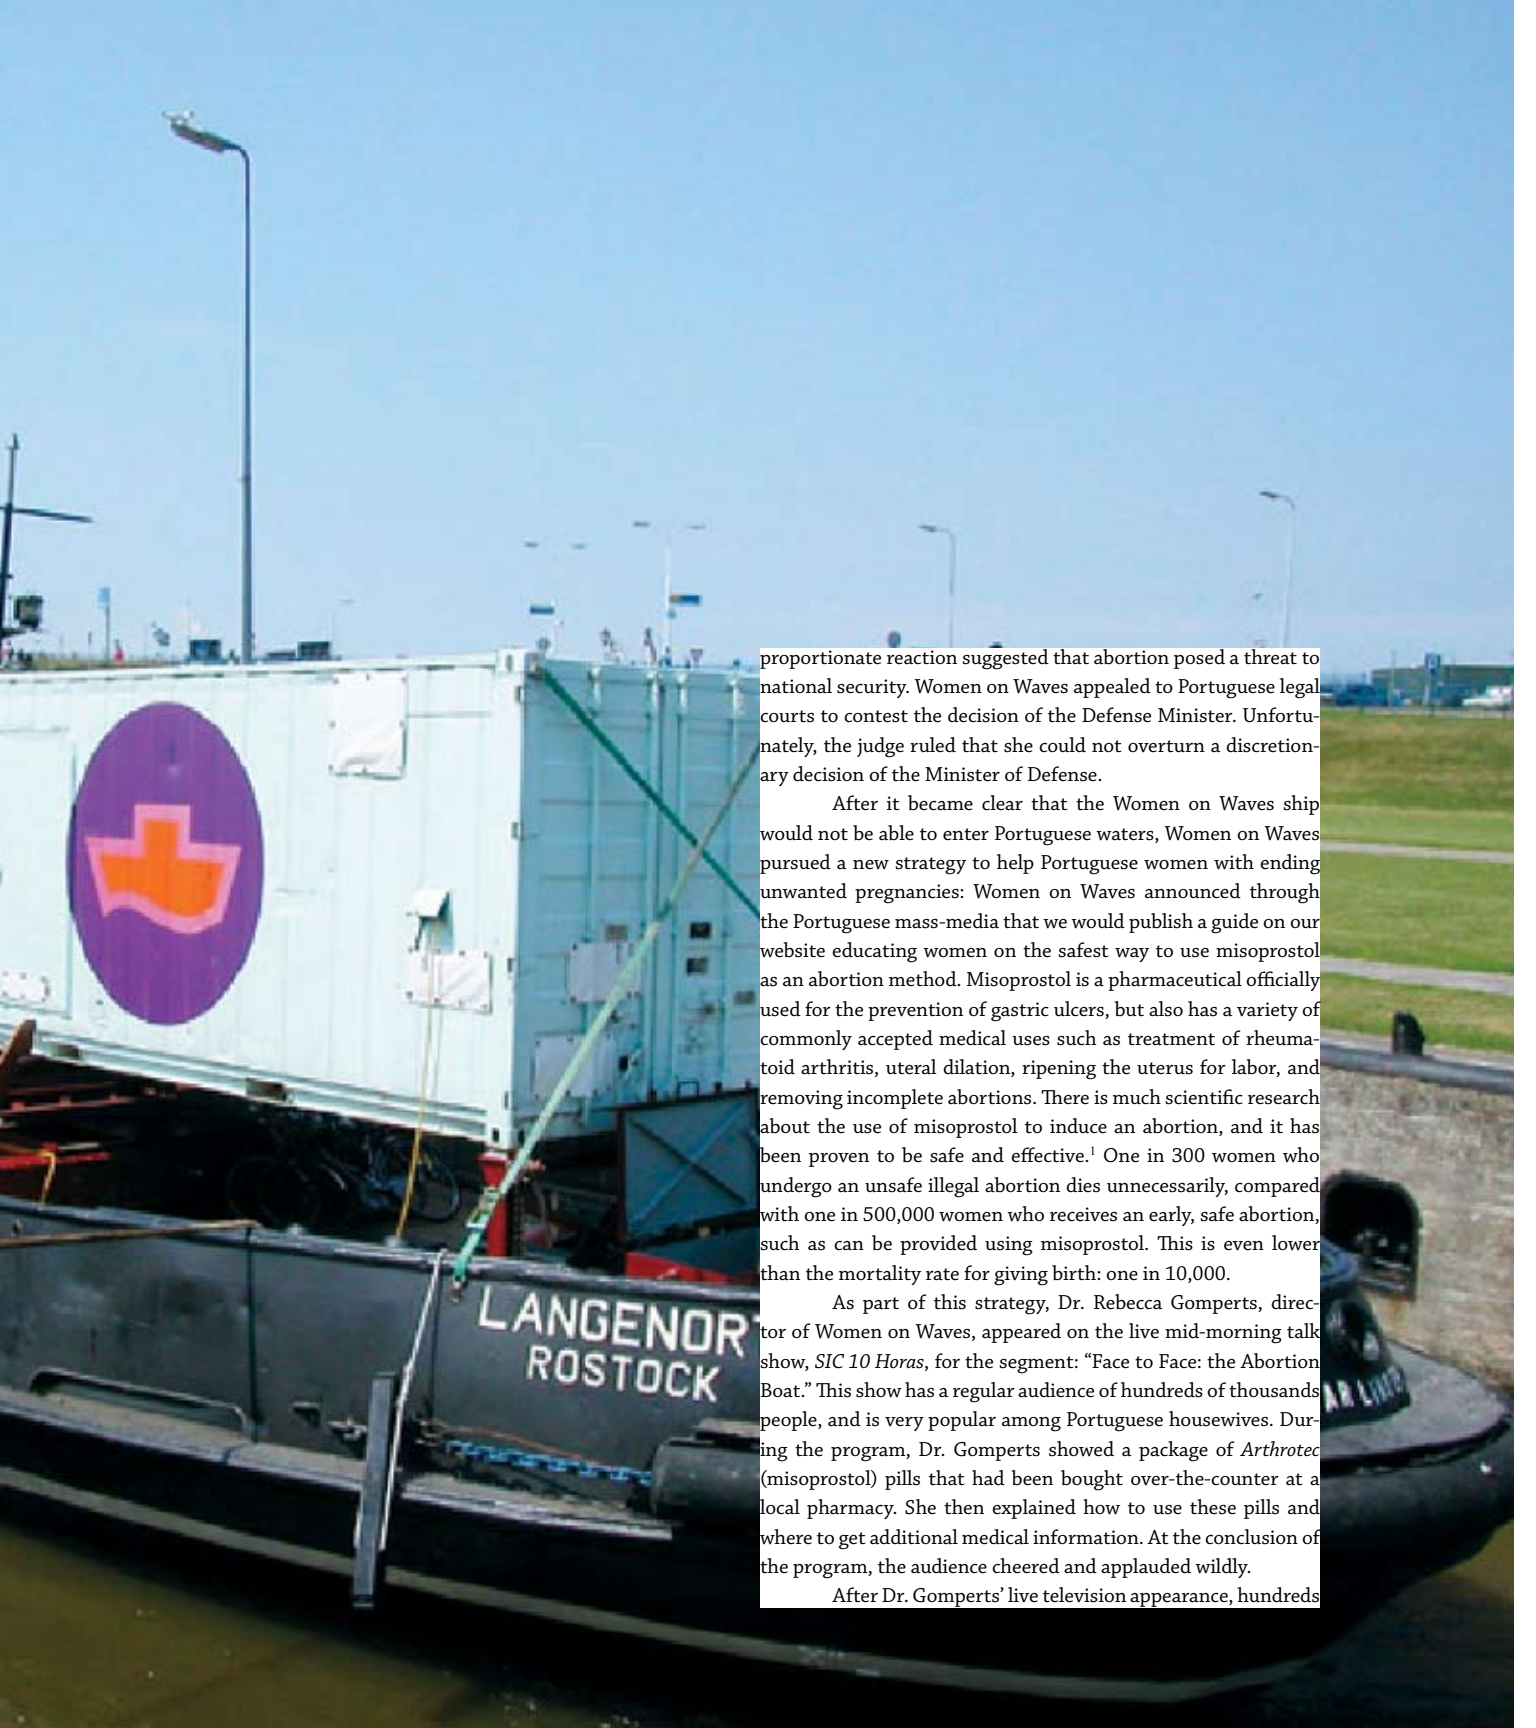 proportionate reaction suggested that abortion posed a threat to
national security. Women on Waves appealed to Portuguese legal
courts to contest the decision of the Defense Minister. Unfortu-
nately, the judge ruled that she could not overturn a discretion-
ary decision of the Minister of Defense.
After it became clear that the Women on Waves ship
would not be able to enter Portuguese waters, Women on Waves
pursued a new strategy to help Portuguese women with ending
unwanted pregnancies: Women on Waves announced through
the Portuguese mass-media that we would publish a guide on our
website educating women on the safest way to use misoprostol
as an abortion method. Misoprostol is a pharmaceutical officially
used for the prevention of gastric ulcers, but also has a variety of
commonly accepted medical uses such as treatment of rheuma-
toid arthritis, uteral dilation, ripening the uterus for labor, and
removing incomplete abortions. There is much scientific research
about the use of misoprostol to induce an abortion, and it has
been proven to be safe and effective.¹ One in 300 women who
undergo an unsafe illegal abortion dies unnecessarily, compared
with one in 500,000 women who receives an early, safe abortion,
such as can be provided using misoprostol. This is even lower
than the mortality rate for giving birth: one in 10,000.
As part of this strategy, Dr. Rebecca Gomperts, direc-
tor of Women on Waves, appeared on the live mid-morning talk
show, SIC 10 Horas, for the segment: “Face to Face: the Abortion
Boat.” This show has a regular audience of hundreds of thousands
people, and is very popular among Portuguese housewives. Dur-
ing the program, Dr. Gomperts showed a package of Arthrotec
(misoprostol) pills that had been bought over-the-counter at a
local pharmacy. She then explained how to use these pills and
where to get additional medical information. At the conclusion of
the program, the audience cheered and applauded wildly.
After Dr. Gomperts’ live television appearance, hundreds
LANGENOR
ROSTOCK